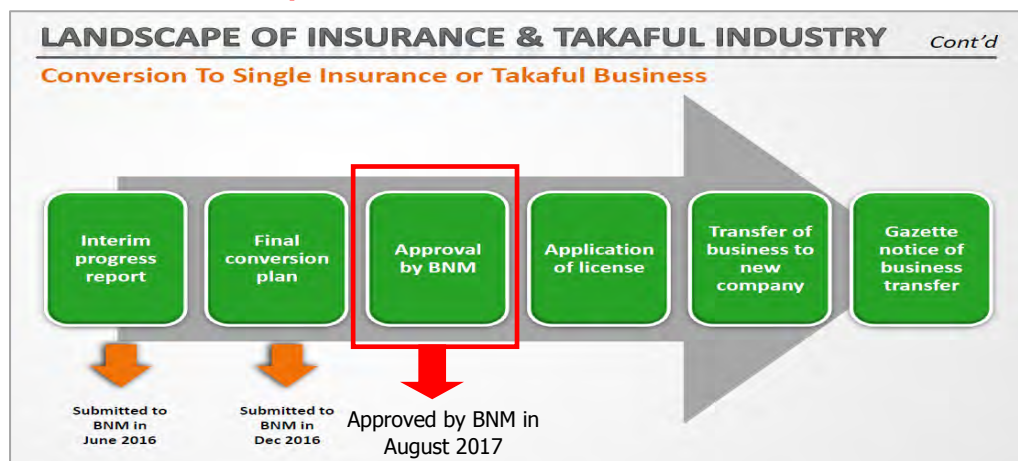 LANDSCAPE OF INSURANCE & TAKAFUL INDUSTRY Cont'd
Conversion To Single Insurance or Takaful Business
Interim
progress
report
Final
conversion
plan
Approval
by BNM
Application
of license
Transfer of
business to
new
company
Gazette
notice of
business
transfer
Submitted to
BNM in
June 2016
Submitted to
BNM in
Dec 2016
Approved by BNM in
August 2017